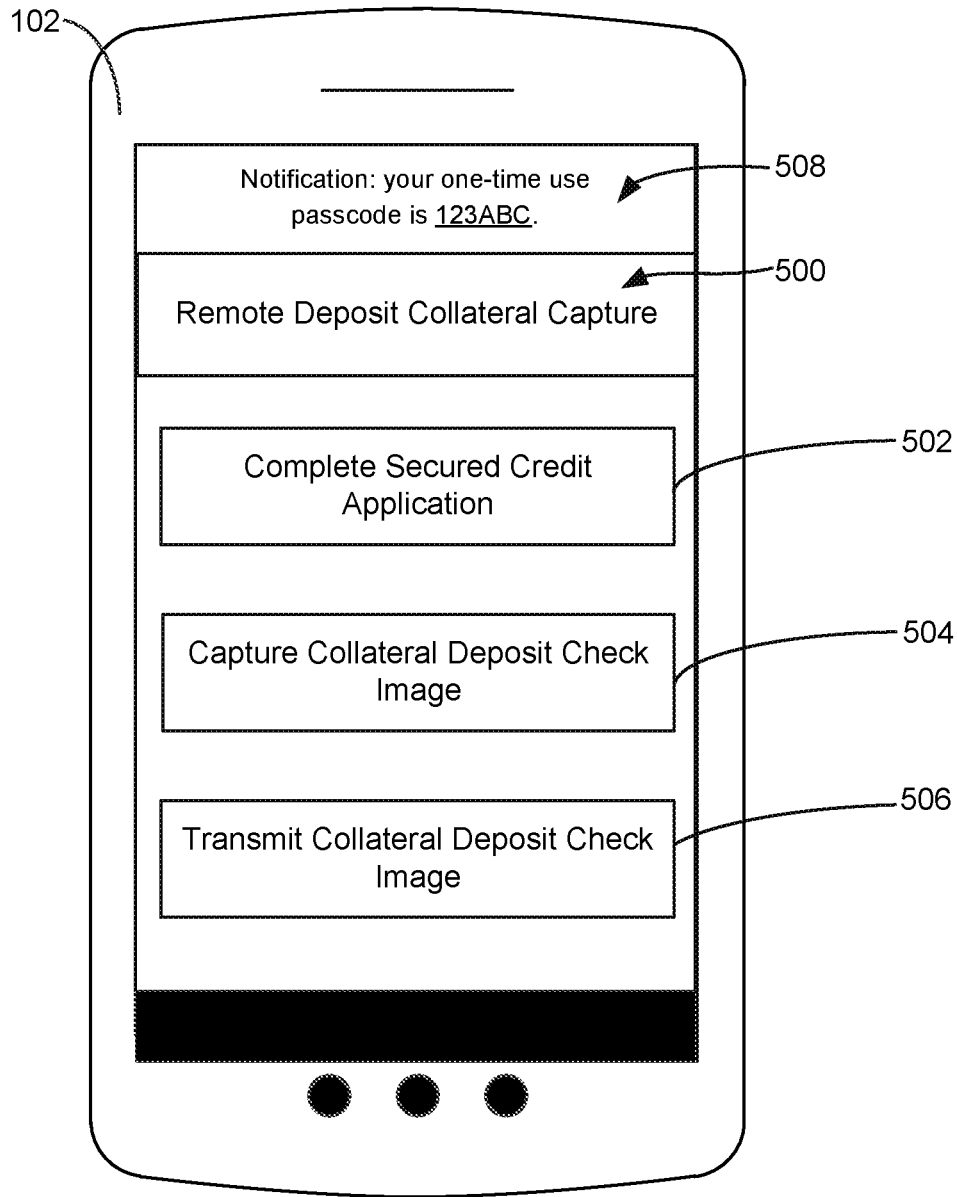 102
Notification: your one-time use
passcode is 123ABC.
508
500
Remote Deposit Collateral Capture
502
Complete Secured Credit
Application
504
Capture Collateral Deposit Check
Image
506
Transmit Collateral Deposit Check
Image